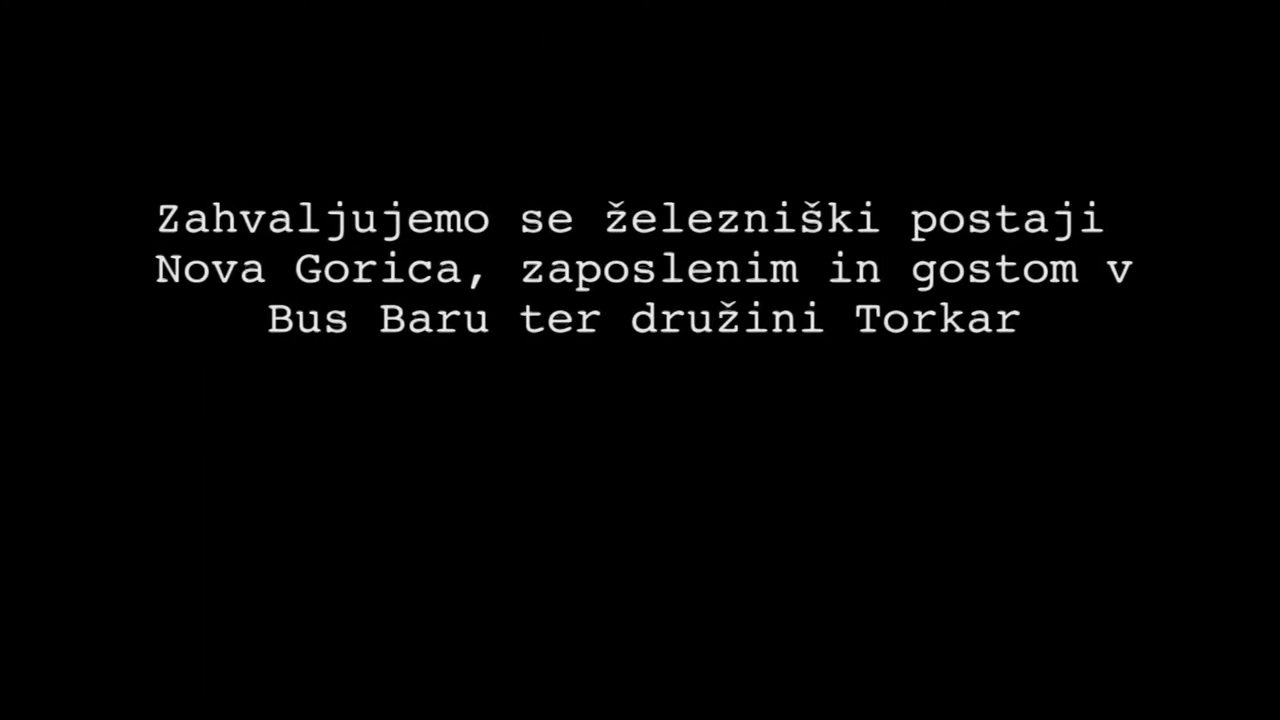 Zahvaljujemo se železniški postaji
Nova Gorica, zaposlenim in gostom v
Bus Baru ter družini Torkar